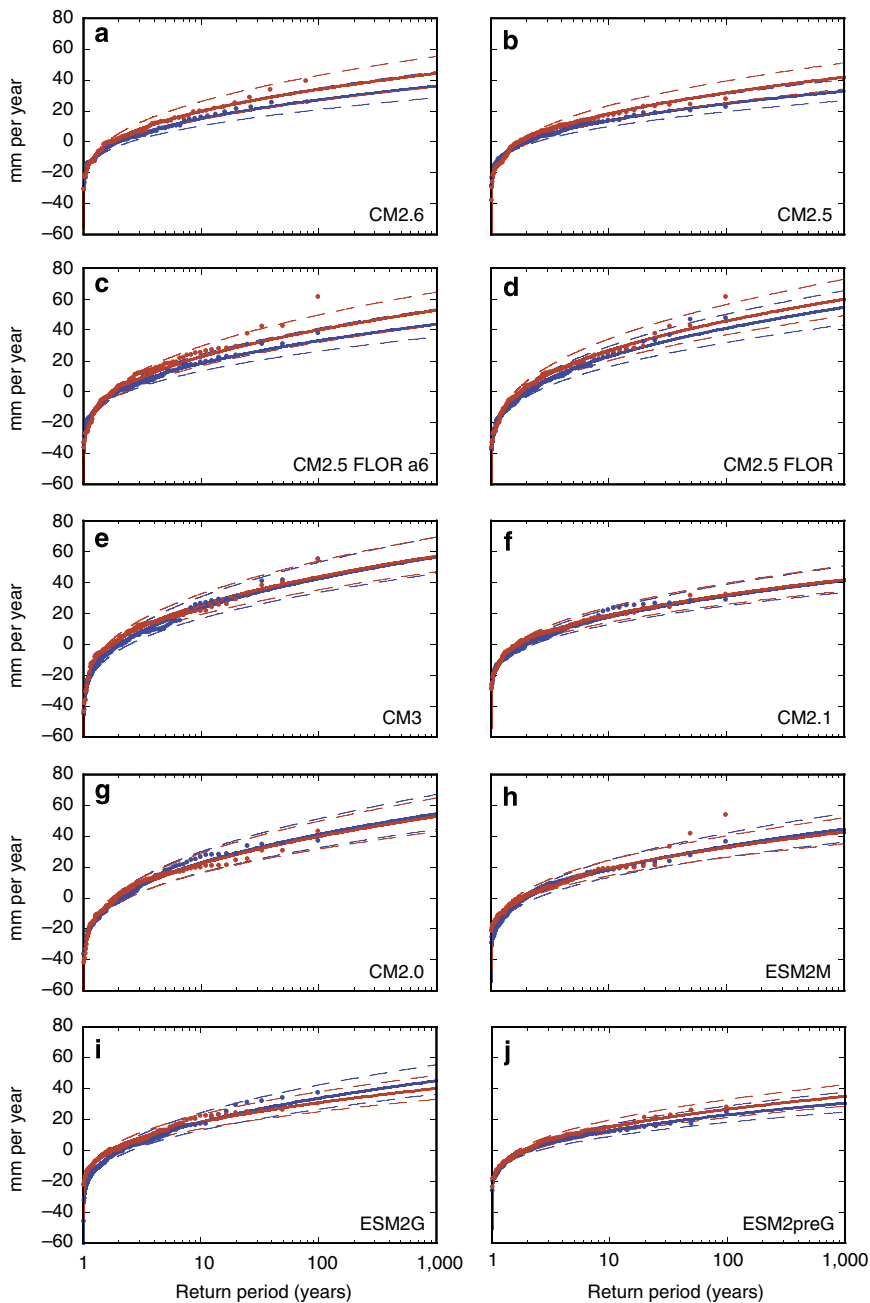 a
b
80
60
40
20
0
−20
−40
−60
mm per year
CM2.6
CM2.5
c
d
80
60
40
20
0
−20
−40
−60
mm per year
CM2.5 FLOR a6
CM2.5 FLOR
e
f
80
60
40
20
0
−20
−40
−60
mm per year
CM3
CM2.1
g
h
80
60
40
20
0
−20
−40
−60
mm per year
CM2.0
ESM2M
i
j
80
60
40
20
0
−20
−40
−60
mm per year
ESM2G
ESM2preG
1 10 100 1,000
1 10 100 1,000
Return period (years)
Return period (years)